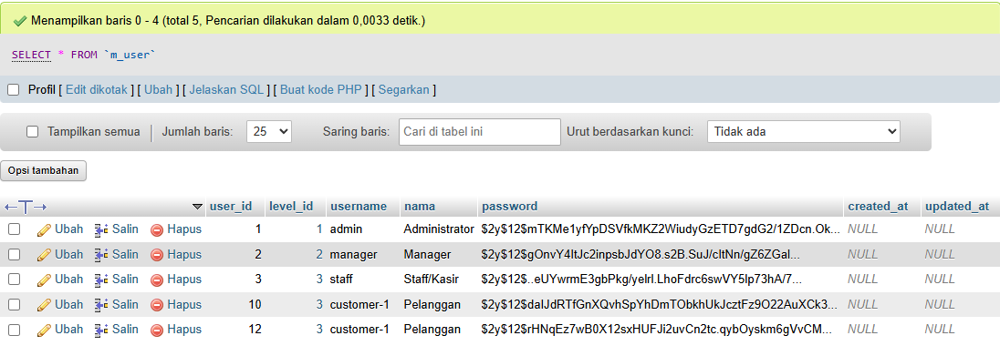 Menampilkan baris 0 - 4 (total 5, Pencarian dilakukan dalam 0,0033 detik.)
SELECT * FROM `m_user`
Profil [ Edit dikotak ] [ Ubah ] [ Jelaskan SQL ] [ Buat kode PHP ] [ Segarkan ]
Tampilkan semua Jumlah baris: 25 Saring baris: Cari di tabel ini Urut berdasarkan kunci: Tidak ada
Opsi tambahan
user_id level_id username nama password created_at updated_at
Ubah Salin Hapus 1 1 admin Administrator $2y$12$mTKMe1yfYpDSVfkMKZ2WiudyGzETD7gdG2/1ZDcn.Ok... NULL NULL
Ubah Salin Hapus 2 2 manager Manager $2y$12$gOnvY4ItJc2inpsbJdYO8.s2B.SuJ/cltNn/gZ6ZGal... NULL NULL
Ubah Salin Hapus 3 3 staff Staff/Kasir $2y$12$..eUYwrmE3gbPkg/yelrl.LhoFdrc6swVY5lp73hA/7... NULL NULL
Ubah Salin Hapus 10 3 customer-1 Pelanggan $2y$12$daIJdRTfGnXQvhSpYhDmTObkhUkJcztFz9O22AuXCk3... NULL NULL
Ubah Salin Hapus 12 3 customer-1 Pelanggan $2y$12$rHNqEz7wB0X12sxHUFJi2uvCn2tc.qybOyskm6gVvCM... NULL NULL